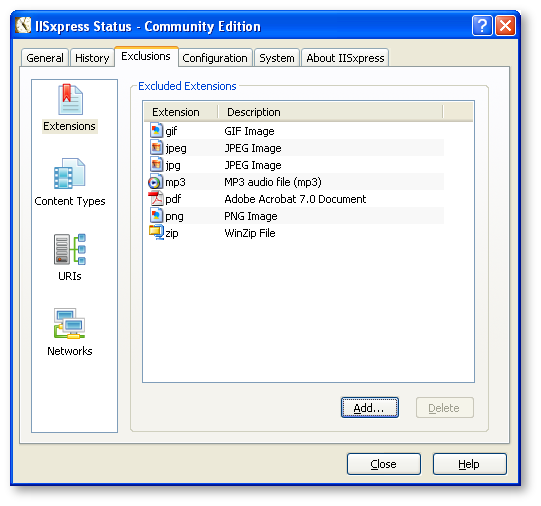 IISxpress Status - Community Edition
General History Exclusions Configuration System About IISxpress
Extensions
Content Types
URIs
Networks
Excluded Extensions
Extension Description
gif GIF Image
jpeg JPEG Image
jpg JPEG Image
mp3 MP3 audio file (mp3)
pdf Adobe Acrobat 7.0 Document
png PNG Image
zip WinZip File
Add... Delete
Close Help